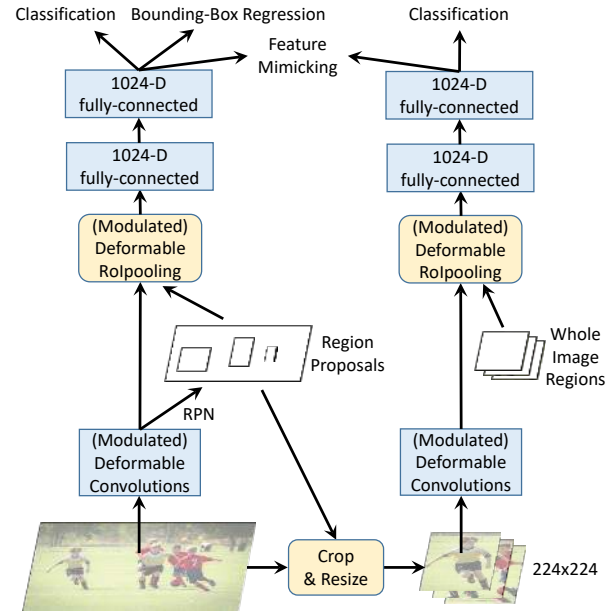 Classification
Bounding-Box Regression
Classification
Feature
Mimicking
1024-D
fully-connected
1024-D
fully-connected
1024-D
fully-connected
1024-D
fully-connected
(Modulated)
Deformable
RoIpooling
(Modulated)
Deformable
RoIpooling
Region
Proposals
Whole
Image
Regions
RPN
(Modulated)
Deformable
Convolutions
(Modulated)
Deformable
Convolutions
Crop
& Resize
224x224